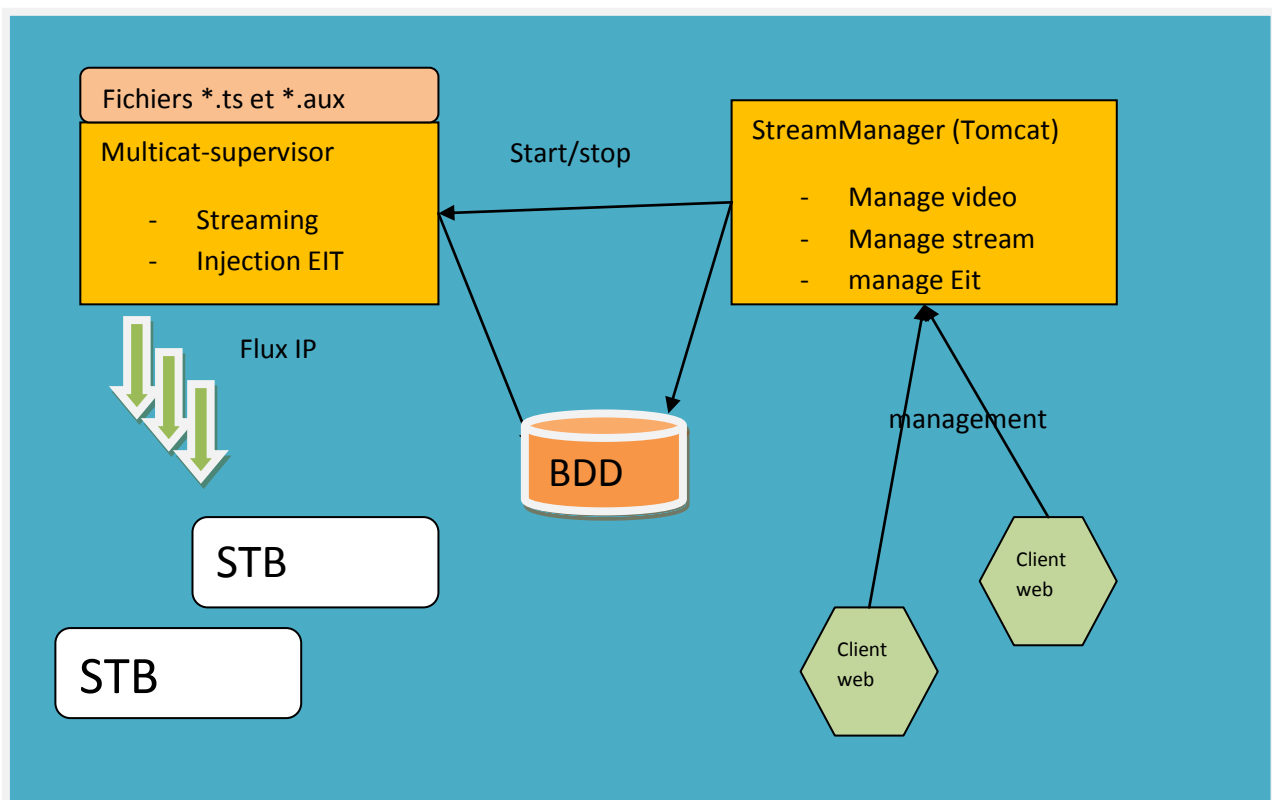 Fichiers *.ts et *.aux
Multicat-supervisor
- Streaming
- Injection EIT
Start/stop
StreamManager (Tomcat)
- Manage video
- Manage stream
- manage Eit
Flux IP
management
BDD
STB
STB
Client
web
Client
web